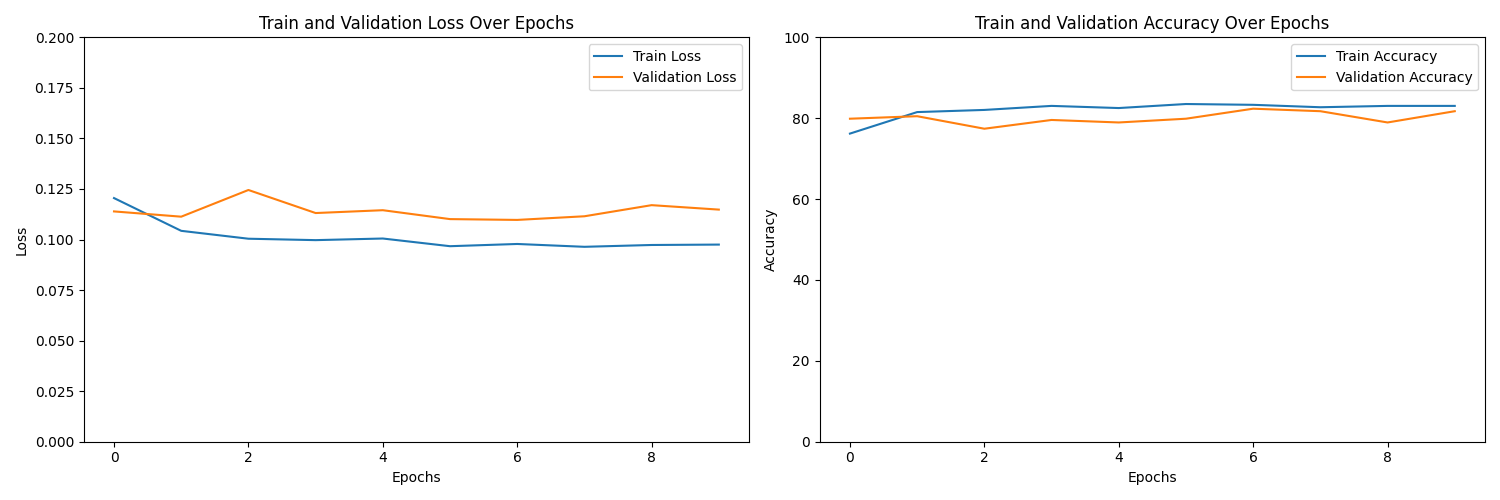 Train and Validation Loss Over Epochs
0.200
0.175
0.150
0.125
0.100
0.075
0.050
0.025
0.000
Loss
Train Loss
Validation Loss
0 2 4 6 8
Epochs
Train and Validation Accuracy Over Epochs
100
80
60
40
20
0
Accuracy
Train Accuracy
Validation Accuracy
0 2 4 6 8
Epochs